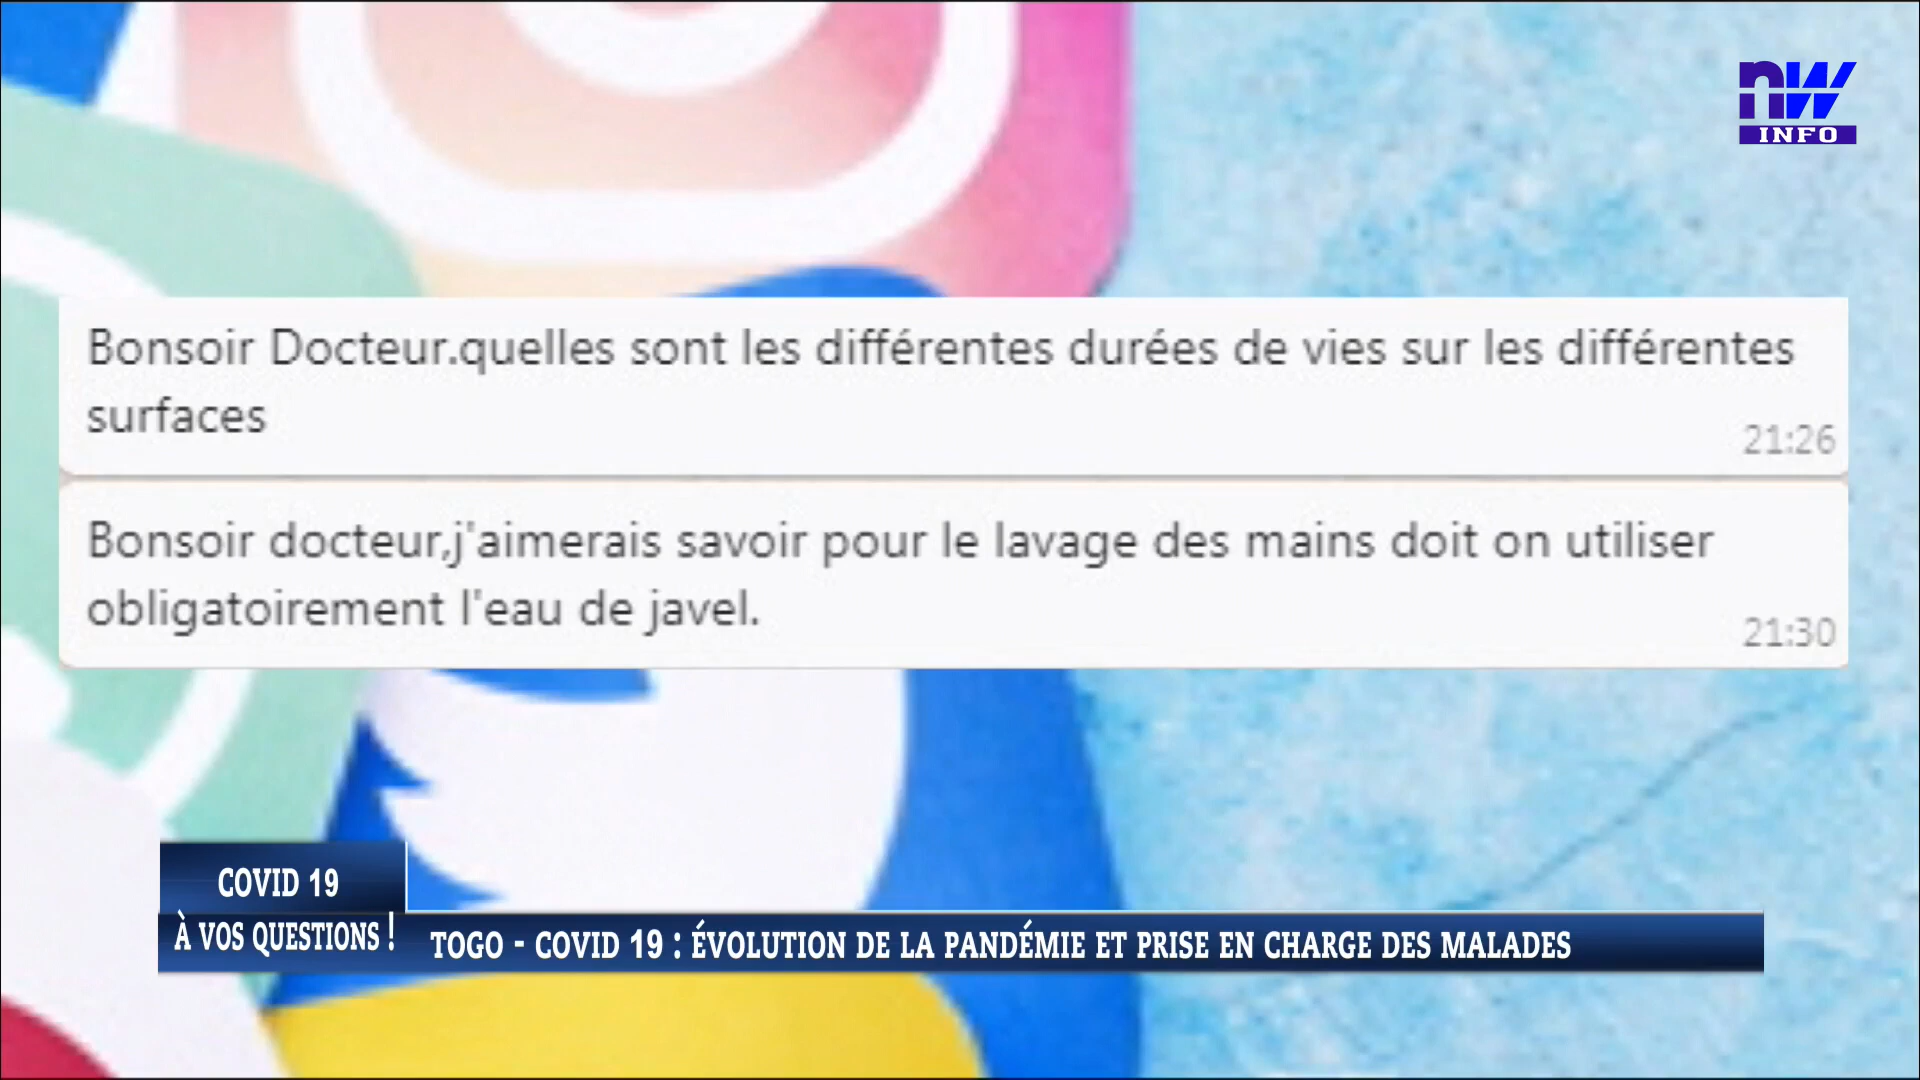 nw
INFO
Bonsoir Docteur.quelles sont les différentes durées de vies sur les différentes
surfaces
21:26
Bonsoir docteur,j'aimerais savoir pour le lavage des mains doit on utiliser
obligatoirement l'eau de javel.
21:30
COVID 19
À VOS QUESTIONS !
TOGO - COVID 19 : ÉVOLUTION DE LA PANDÉMIE ET PRISE EN CHARGE DES MALADES